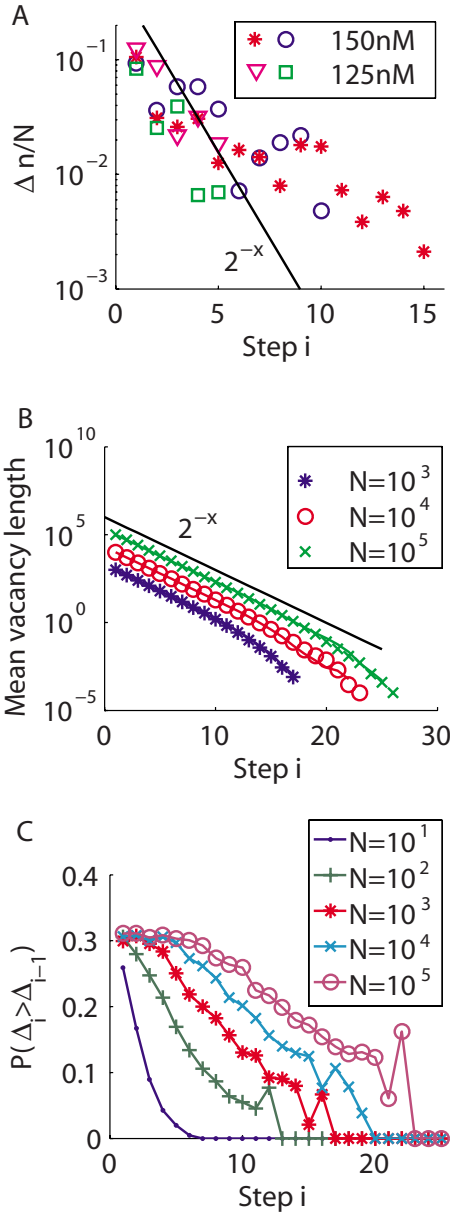 A
150nM
125nM
10^-1
10^-2
10^-3
Δ n/N
2^-x
0 5 10 15
Step i
B
10^10
10^5
10^0
10^-5
Mean vacancy length
N=10^3
N=10^4
N=10^5
2^-x
0 10 20 30
Step i
C
N=10^1
N=10^2
N=10^3
N=10^4
N=10^5
0.4
0.3
0.2
0.1
0
P(Δ_i>Δ_i-1)
0 10 20
Step i